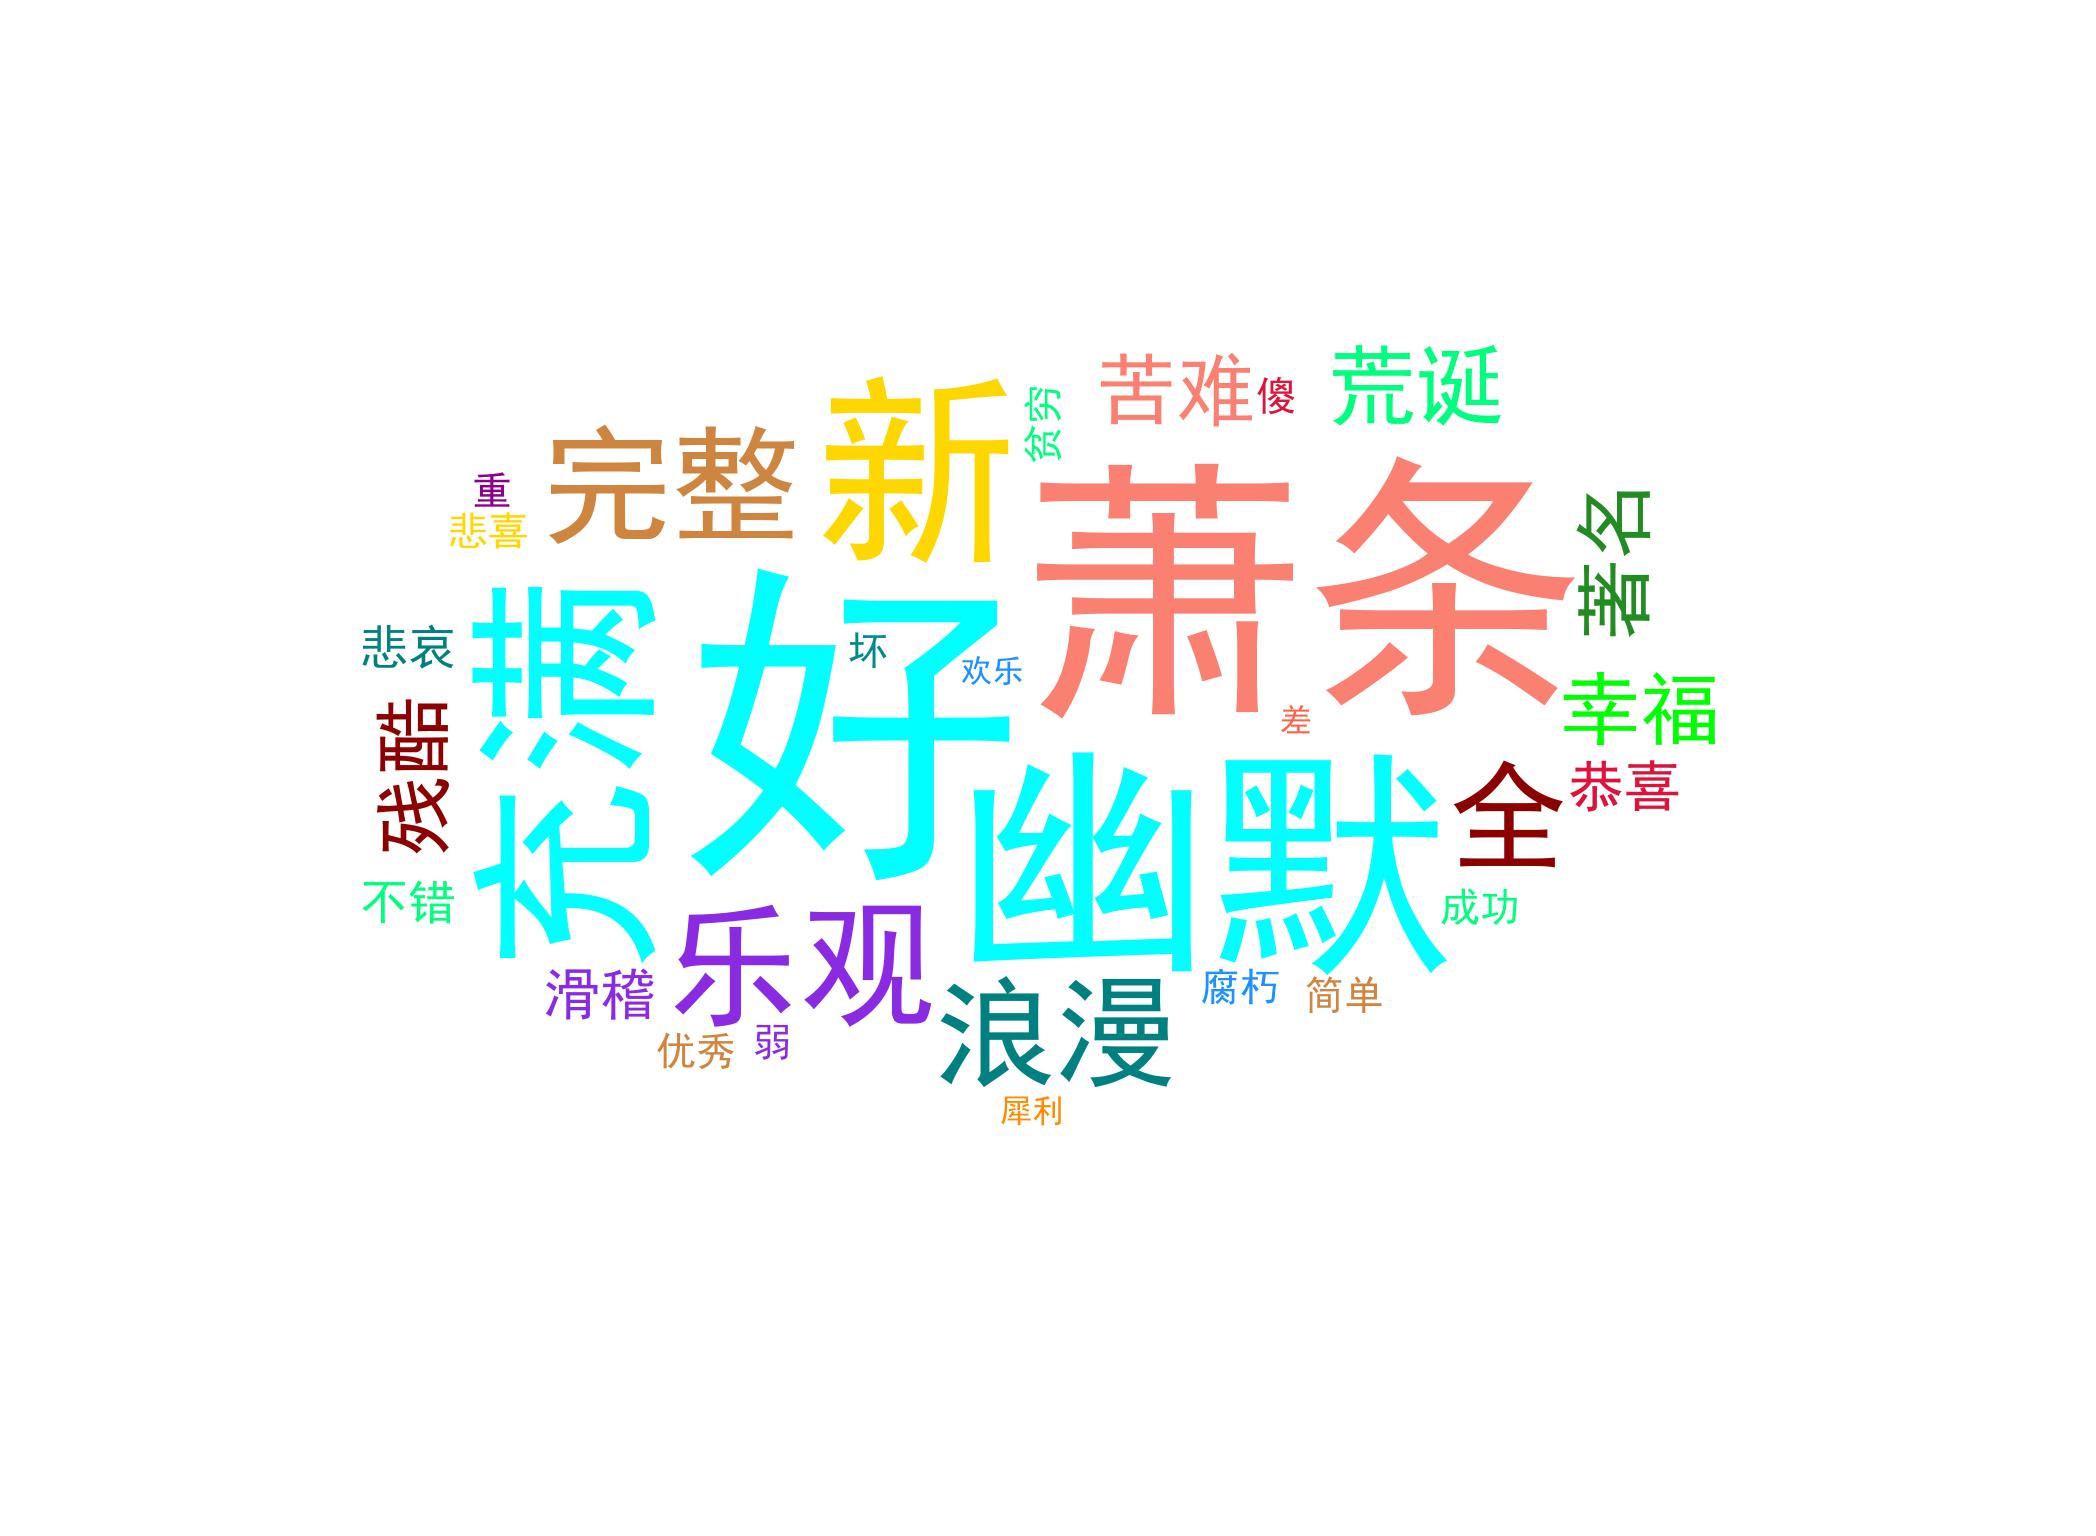 荒诞
苦难
傻
新
贫穷
完整
重
悲喜
萧条
著名
悲哀
充满
好
坏
欢乐
差
幸福
残酷
幽默
全
恭喜
不错
成功
乐观
滑稽
浪漫
腐朽
简单
优秀
弱
犀利